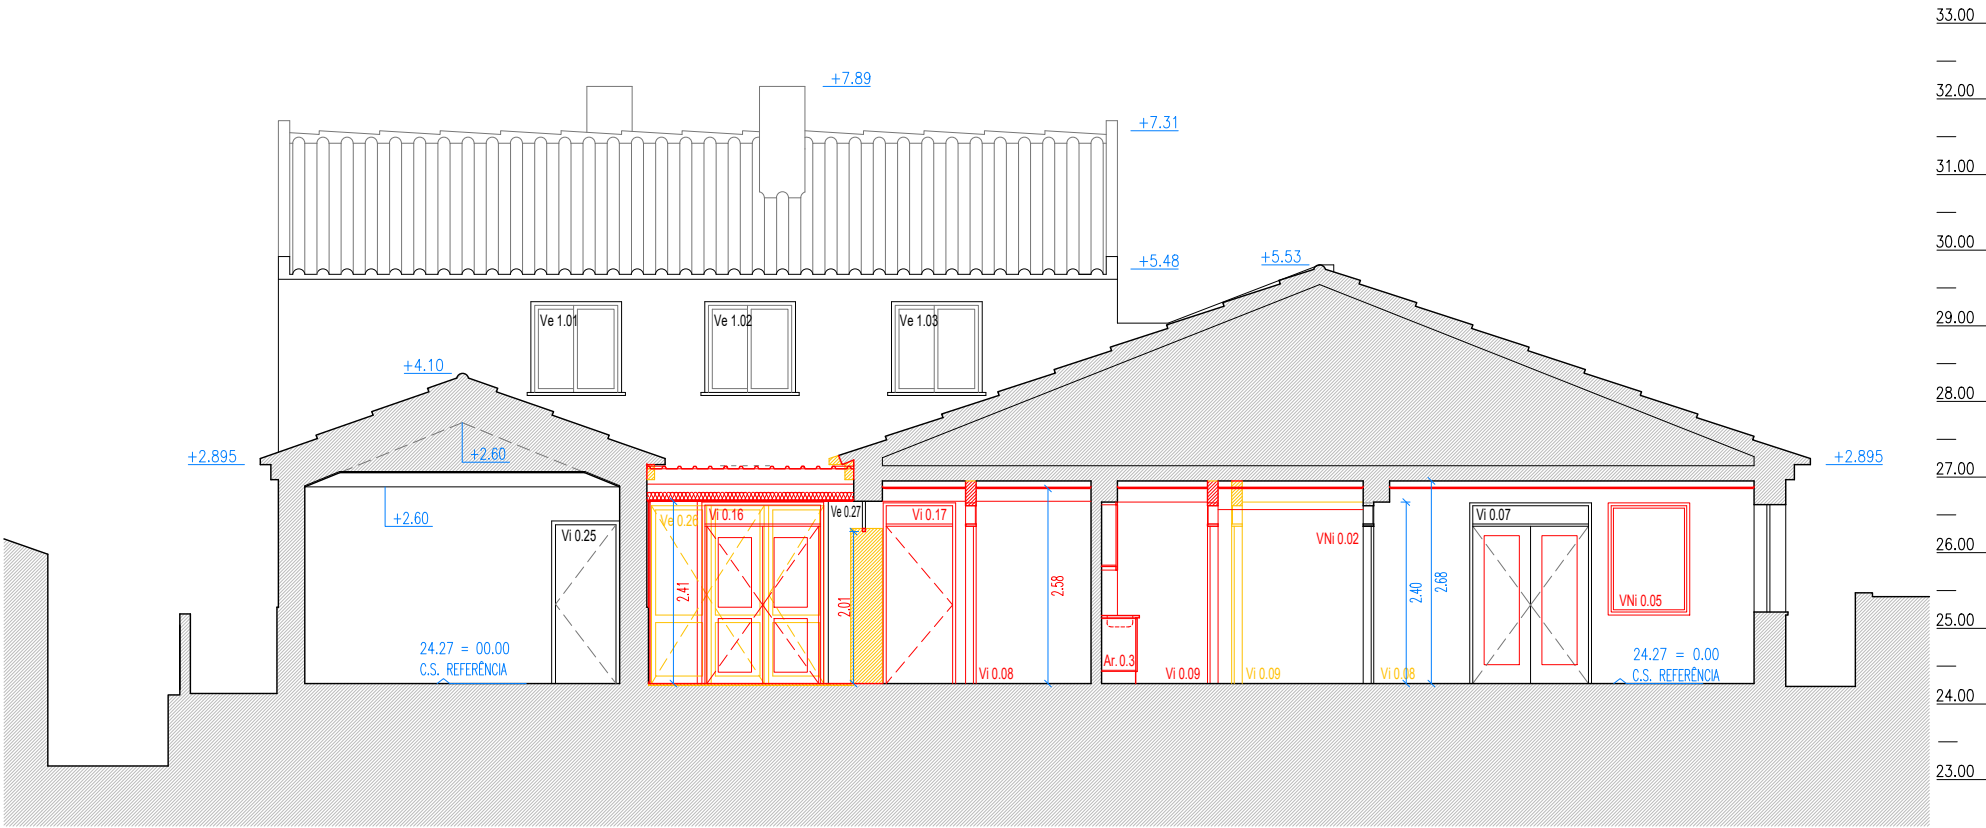 33.00
+7.89
32.00
+7.31
31.00
30.00
+5.48
+5.53
29.00
Ve 1.01
Ve 1.02
Ve 1.03
28.00
+4.10
+2.895
+2.60
+2.895
27.00
+2.60
Ve 0.26
Vi 0.16
Ve 0.27
Vi 0.17
Vi 0.07
Vi 0.25
VNi 0.02
26.00
2.41
2.01
2.58
2.40
2.68
VNi 0.05
25.00
24.27 = 00.00
C.S. REFERÊNCIA
Ar. 0.3
Vi 0.08
Vi 0.09
Vi 0.09
Vi 0.08
24.27 = 0.00
C.S. REFERÊNCIA
24.00
23.00